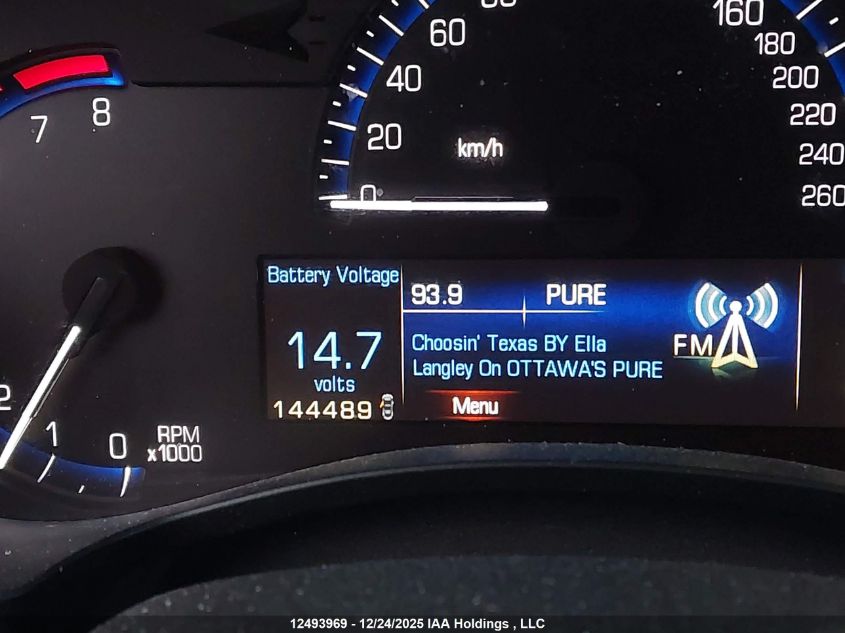 160
60
180
40
200
7
8
220
20
km/h
240
0
260
Battery Voltage
93.9 PURE
14.7
Choosin' Texas BY Ella
FM
Langley On OTTAWA'S PURE
volts
144489
Menu
2
1
0
RPM
x1000
12493969 - 12/24/2025 IAA Holdings , LLC